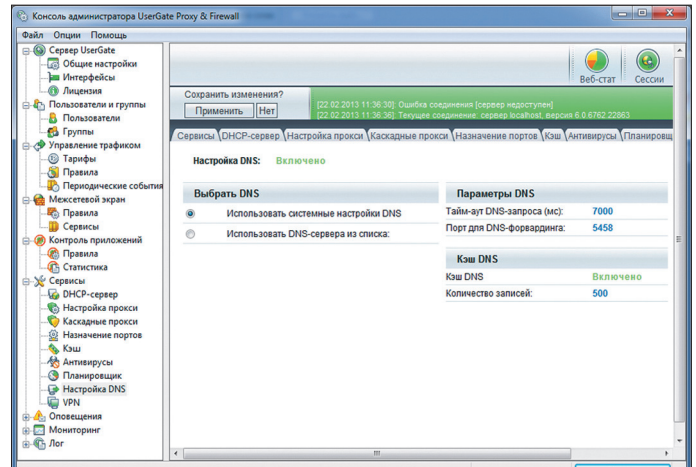 Консоль администратора UserGate Proxy & Firewall
Файл Опции Помощь
Сервер UserGate
Общие настройки
Интерфейсы
Лицензия
Пользователи и группы
Пользователи
Группы
Управление трафиком
Тарифы
Правила
Периодические события
Межсетевой экран
Правила
Сервисы
Контроль приложений
Правила
Статистика
Сервисы
DHCP-сервер
Настройка прокси
Каскадные прокси
Назначение портов
Кэш
Антивирусы
Планировщик
Настройка DNS
VPN
Оповещения
Мониторинг
Лог
Веб-стат Сессии
Сохранить изменения?
Применить Нет
[22.02.2013 11:36:30]: Ошибка соединения [сервер недоступен]
[22.02.2013 11:36:36]: Текущее соединение: сервер localhost, версия 6.0.6762.22863
Сервисы DHCP-сервер Настройка прокси Каскадные прокси Назначение портов Кэш Антивирусы Планировщ
Настройка DNS: Включено
Выбрать DNS
Использовать системные настройки DNS
Использовать DNS-сервера из списка:
Параметры DNS
Тайм-аут DNS-запроса (мс): 7000
Порт для DNS-форвардинга: 5458
Кэш DNS
Кэш DNS Включено
Количество записей: 500